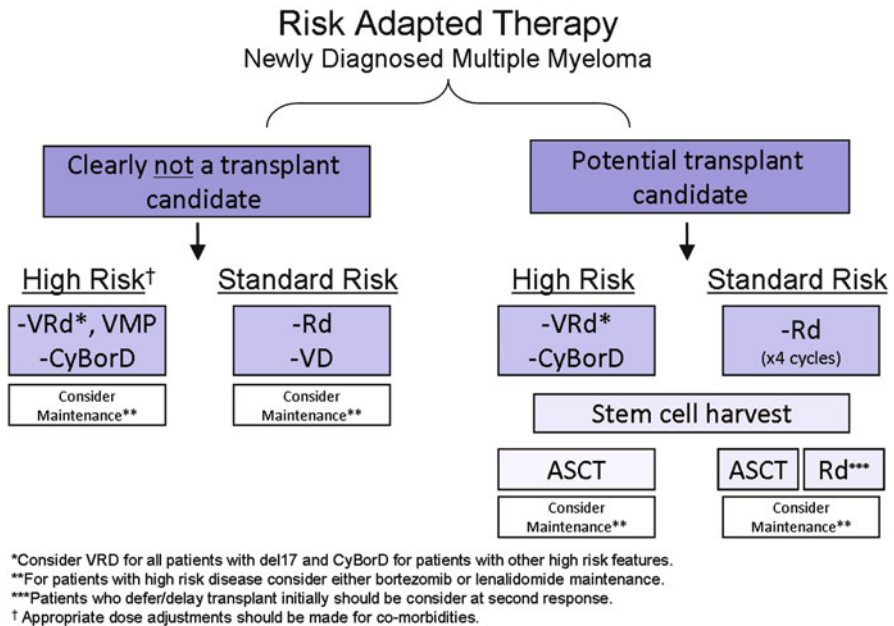 Risk Adapted Therapy
Newly Diagnosed Multiple Myeloma
Clearly not a transplant
candidate
Potential transplant
candidate
High Risk†
Standard Risk
High Risk
Standard Risk
-VRd*, VMP
-CyBorD
-Rd
-VD
-VRd*
-CyBorD
-Rd
(x4 cycles)
Consider
Maintenance**
Consider
Maintenance**
Stem cell harvest
ASCT
ASCT
Rd***
Consider
Maintenance**
Consider
Maintenance**
*Consider VRD for all patients with del17 and CyBorD for patients with other high risk features.
**For patients with high risk disease consider either bortezomib or lenalidomide maintenance.
***Patients who defer/delay transplant initially should be consider at second response.
† Appropriate dose adjustments should be made for co-morbidities.